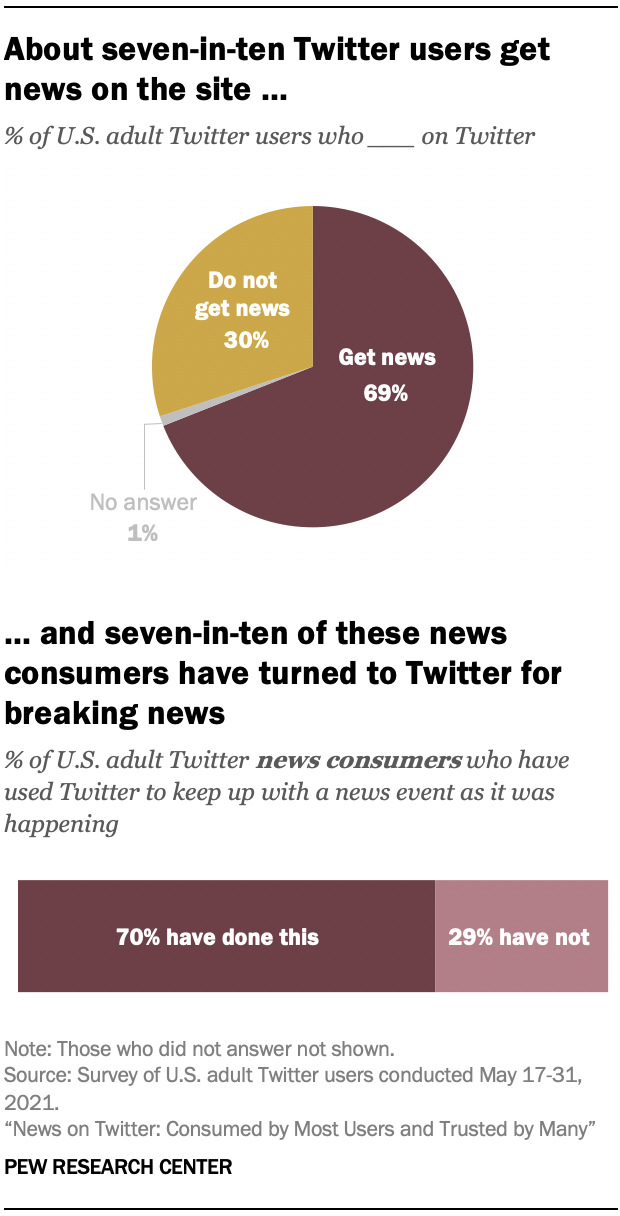 About seven-in-ten Twitter users get
news on the site ...
% of U.S. adult Twitter users who ___ on Twitter
Do not
get news
30%
Get news
69%
No answer
1%
... and seven-in-ten of these news
consumers have turned to Twitter for
breaking news
% of U.S. adult Twitter news consumers who have
used Twitter to keep up with a news event as it was
happening
70% have done this
29% have not
Note: Those who did not answer not shown.
Source: Survey of U.S. adult Twitter users conducted May 17-31,
2021.
“News on Twitter: Consumed by Most Users and Trusted by Many”
PEW RESEARCH CENTER